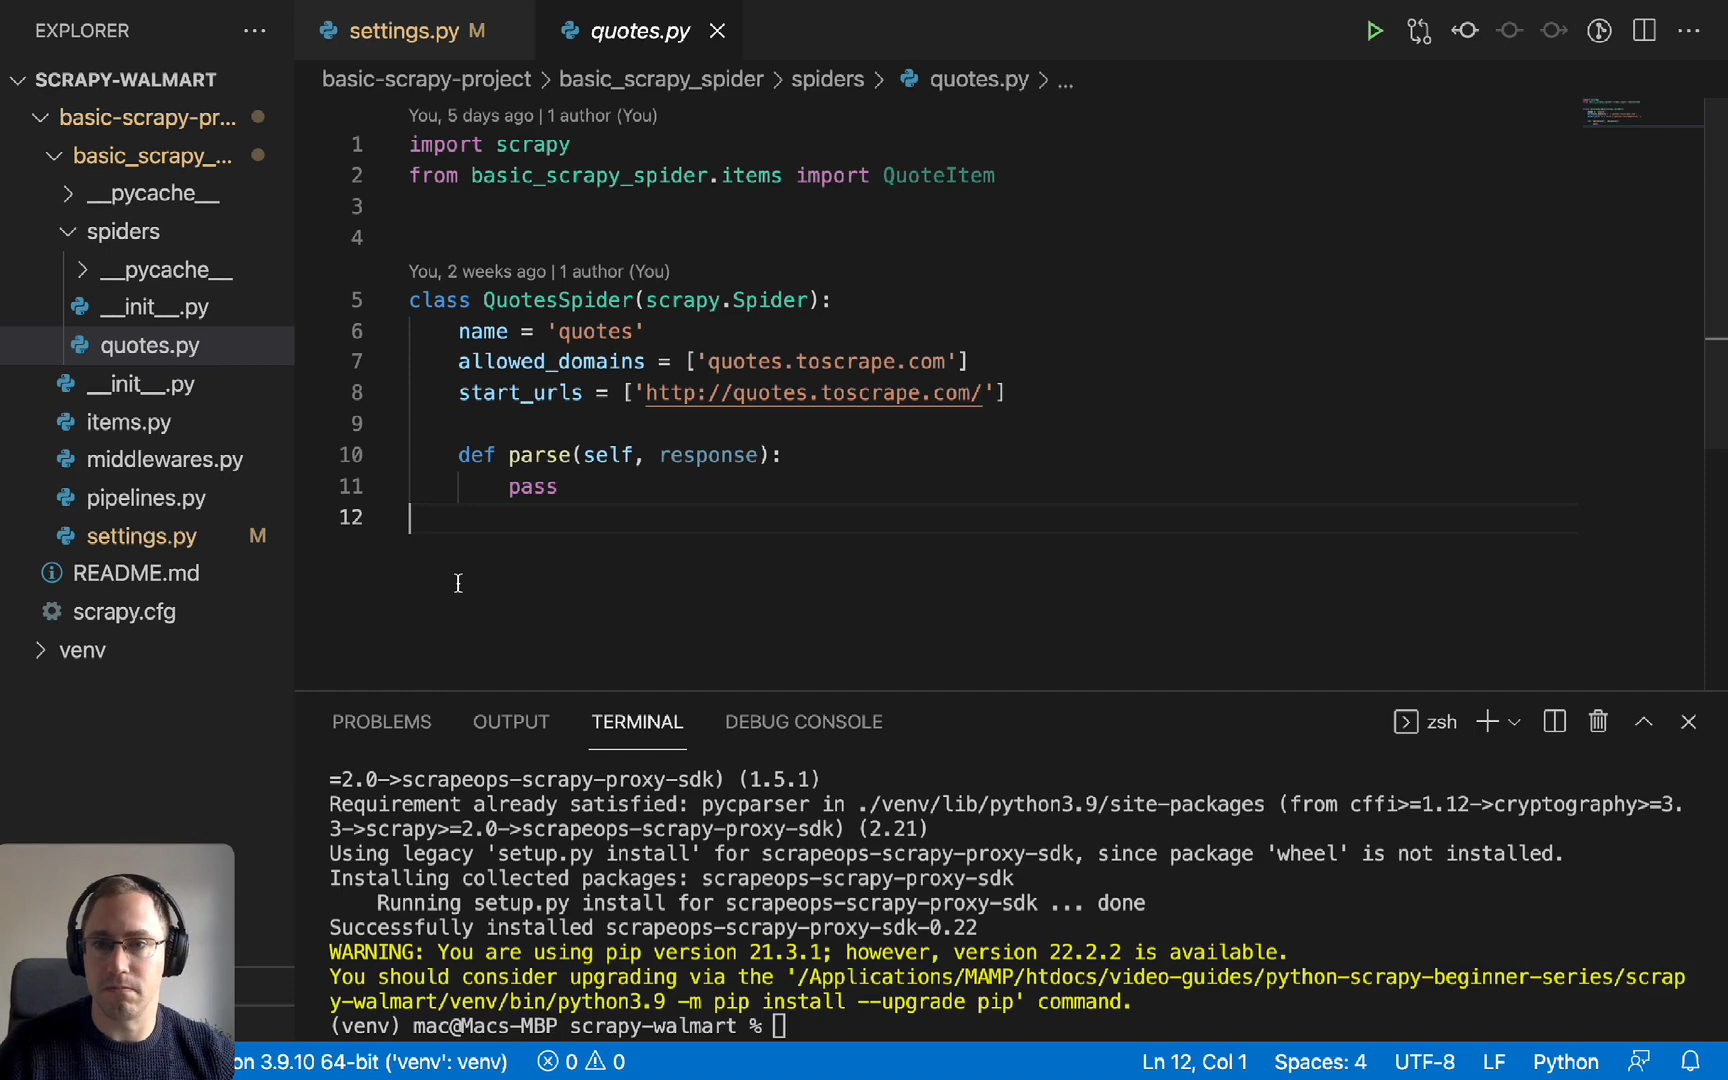 EXPLORER
SCRAPY-WALMART
basic-scrapy-pr...
basic_scrapy_...
__pycache__
spiders
__pycache__
__init__.py
quotes.py
__init__.py
items.py
middlewares.py
pipelines.py
settings.py M
README.md
scrapy.cfg
venv
settings.py M
quotes.py
basic-scrapy-project > basic_scrapy_spider > spiders > quotes.py > ...
You, 5 days ago | 1 author (You)
1 import scrapy
2 from basic_scrapy_spider.items import QuoteItem
3
4
You, 2 weeks ago | 1 author (You)
5 class QuotesSpider(scrapy.Spider):
6 name = 'quotes'
7 allowed_domains = ['quotes.toscrape.com']
8 start_urls = ['http://quotes.toscrape.com/']
9
10 def parse(self, response):
11 pass
12
PROBLEMS OUTPUT TERMINAL DEBUG CONSOLE
zsh
=2.0->scrapeops-scrapy-proxy-sdk) (1.5.1)
Requirement already satisfied: pycparser in ./venv/lib/python3.9/site-packages (from cffi>=1.12->cryptography>=3.
3->scrapy>=2.0->scrapeops-scrapy-proxy-sdk) (2.21)
Using legacy 'setup.py install' for scrapeops-scrapy-proxy-sdk, since package 'wheel' is not installed.
Installing collected packages: scrapeops-scrapy-proxy-sdk
Running setup.py install for scrapeops-scrapy-proxy-sdk ... done
Successfully installed scrapeops-scrapy-proxy-sdk-0.22
WARNING: You are using pip version 21.3.1; however, version 22.2.2 is available.
You should consider upgrading via the '/Applications/MAMP/htdocs/video-guides/python-scrapy-beginner-series/scrap
y-walmart/venv/bin/python3.9 -m pip install --upgrade pip' command.
(venv) mac@Macs-MBP scrapy-walmart %
on 3.9.10 64-bit ('venv': venv) 0 0 Ln 12, Col 1 Spaces: 4 UTF-8 LF Python